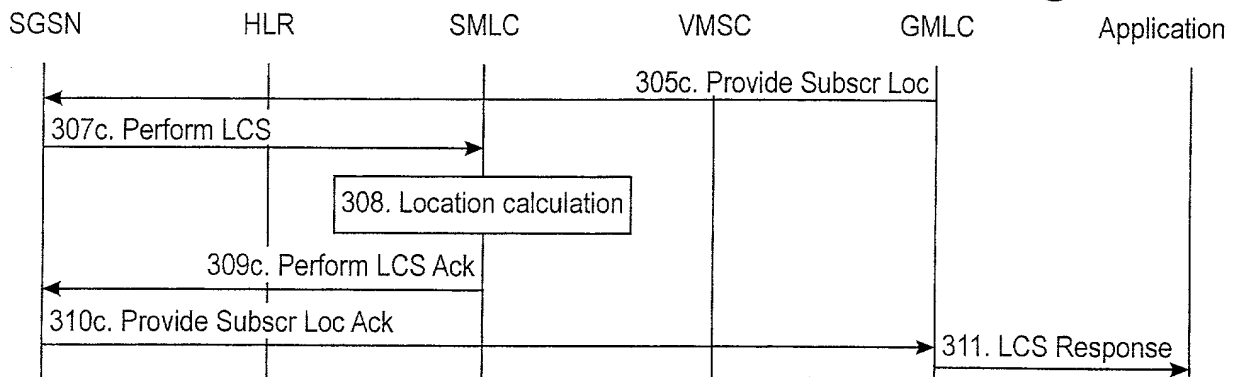 SGSN HLR SMLC VMSC GMLC Application
305c. Provide Subscr Loc
307c. Perform LCS
308. Location calculation
309c. Perform LCS Ack
310c. Provide Subscr Loc Ack
311. LCS Response